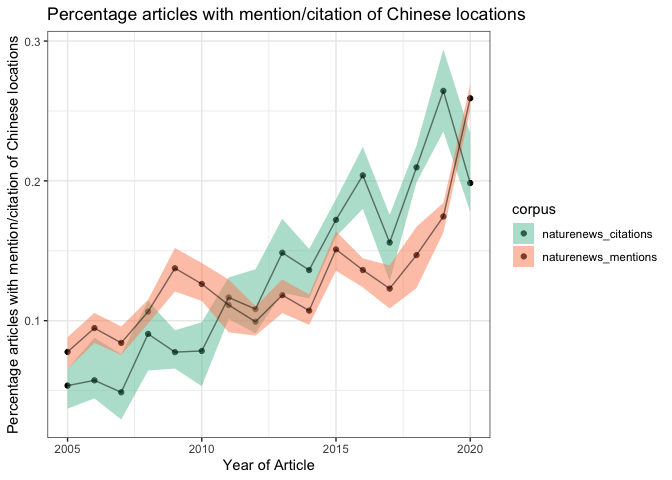 Percentage articles with mention/citation of Chinese locations
Percentage articles with mention/citation of Chinese locations
0.3
0.2
0.1
2005
2010
2015
2020
Year of Article
corpus
naturenews_citations
naturenews_mentions